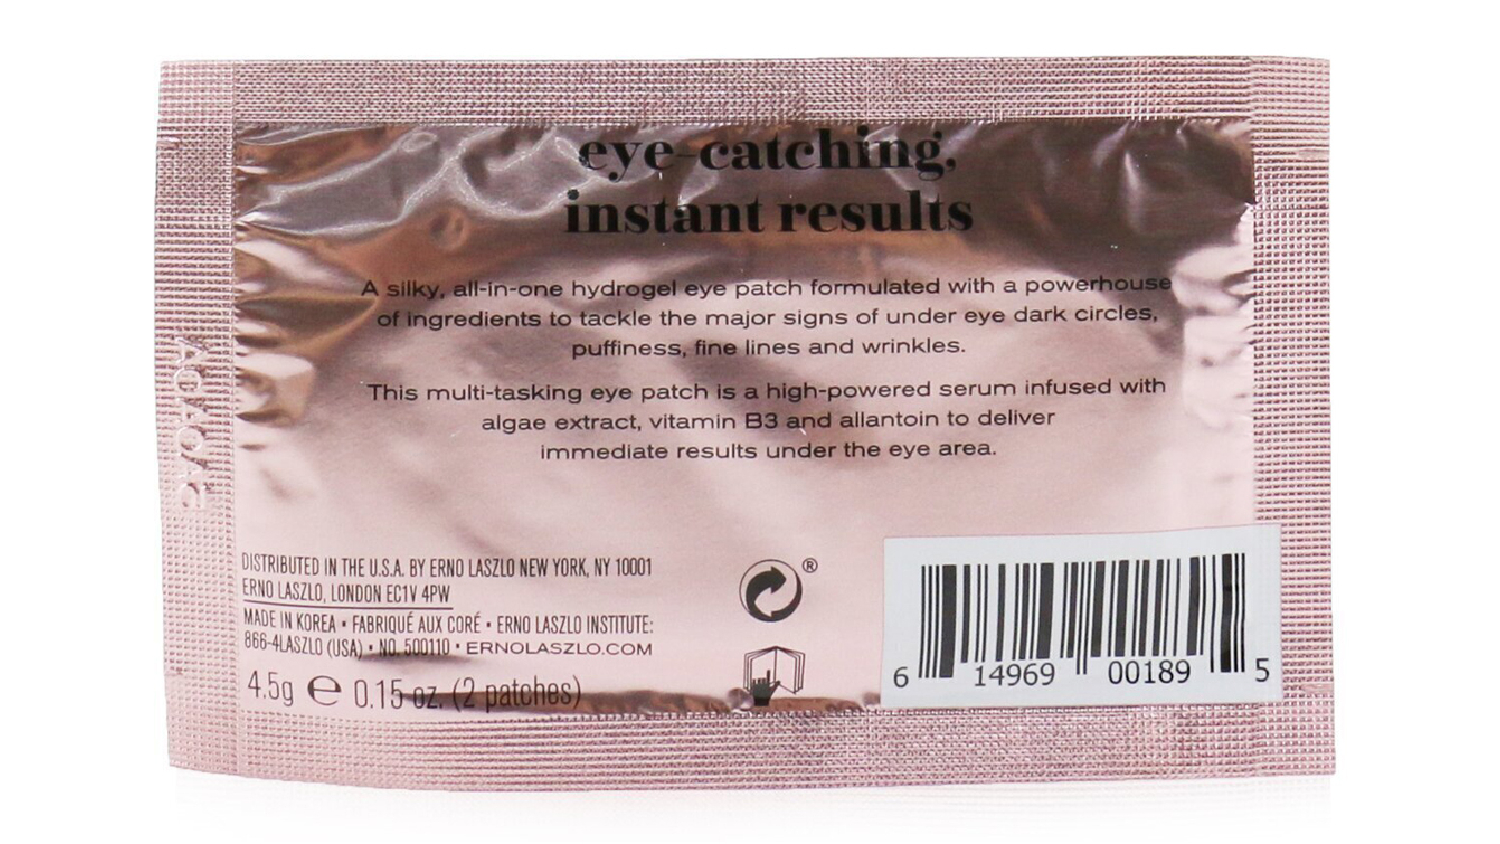 eye-catching,
instant results
A silky, all-in-one hydrogel eye patch formulated with a powerhouse
of ingredients to tackle the major signs of under eye dark circles,
puffiness, fine lines and wrinkles.
This multi-tasking eye patch is a high-powered serum infused with
algae extract, vitamin B3 and allantoin to deliver
immediate results under the eye area.
DISTRIBUTED IN THE U.S.A. BY ERNO LASZLO NEW YORK, NY 10001
ERNO LASZLO, LONDON EC1V 4PW
MADE IN KOREA • FABRIQUÉ AUX CORÉ • ERNO LASZLO INSTITUTE:
866-4LASZLO (USA) • NO. 500110 • ERNOLASZLO.COM
4.5g ℮ 0.15 oz. (2 patches)
®
6 14969 00189 5